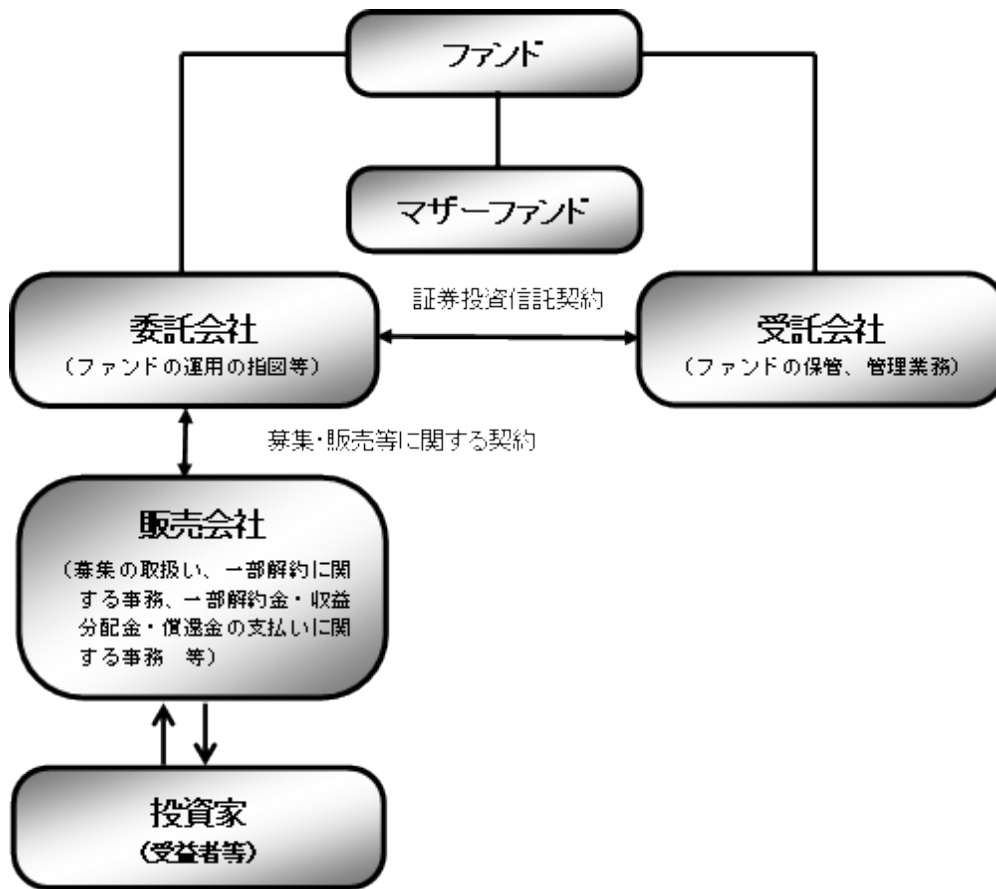 ファンド
マザーファンド
証券投資信託契約
委託会社
（ファンドの運用の指図等）
受託会社
（ファンドの保管、管理業務）
募集・販売等に関する契約
販売会社
（募集の取扱い、一部解約に関
する事務、一部解約金・収益
分配金・償還金の支払いに関
する事務　等）
投資家
（受益者等）